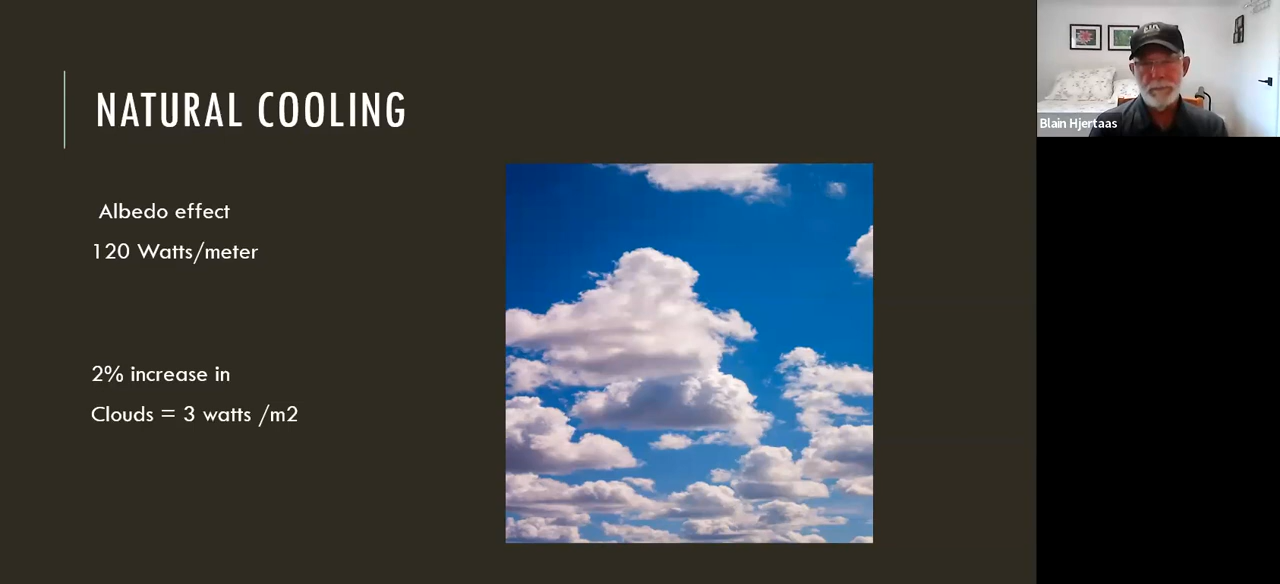 NATURAL COOLING
Albedo effect
120 Watts/meter
2% increase in
Clouds = 3 watts /m2
Blain Hjertaas